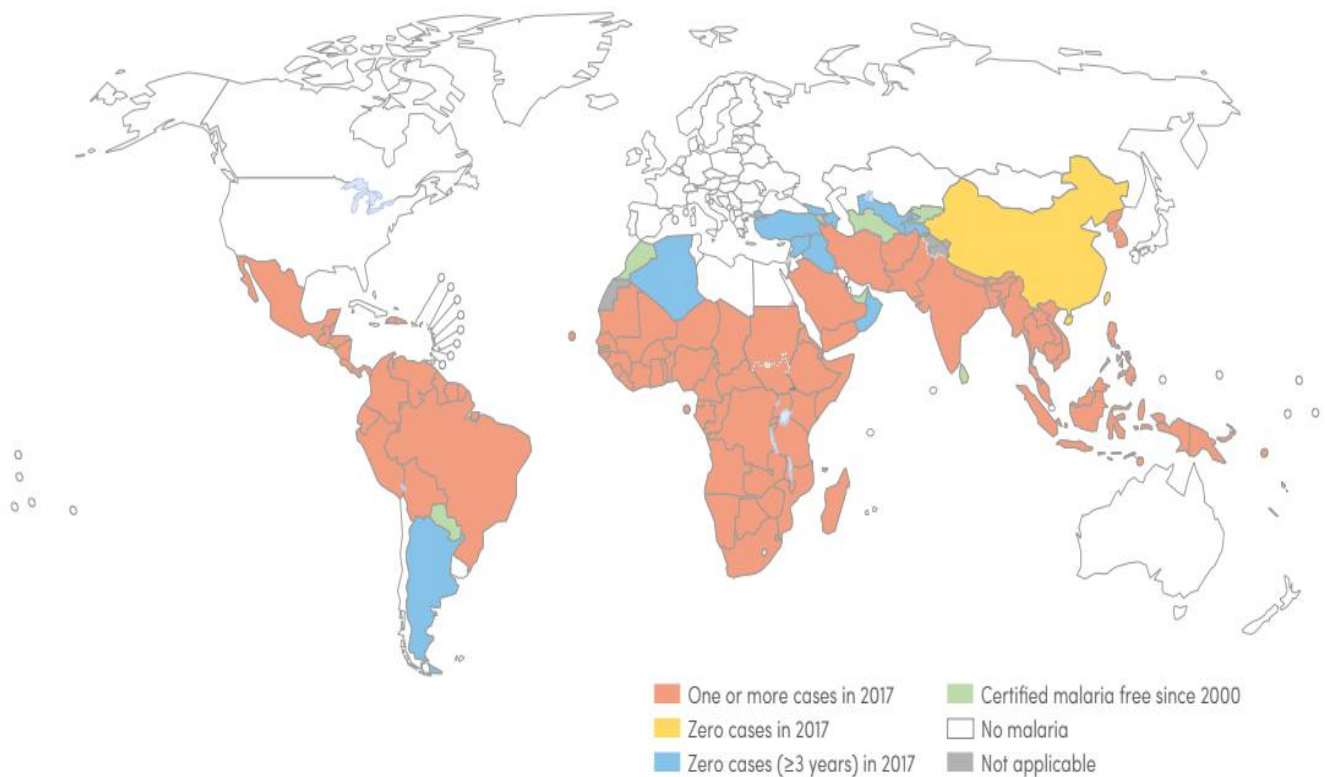 One or more cases in 2017
Zero cases in 2017
Zero cases (≥3 years) in 2017
Certified malaria free since 2000
No malaria
Not applicable